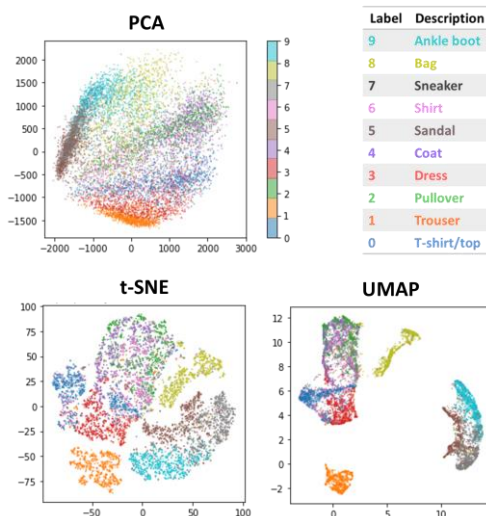 PCA
2000
1500
1000
500
0
−500
−1000
−1500
−2000 −1000 0 1000 2000 3000
9
8
7
6
5
4
3
2
1
0
Label Description
9 Ankle boot
8 Bag
7 Sneaker
6 Shirt
5 Sandal
4 Coat
3 Dress
2 Pullover
1 Trouser
0 T-shirt/top
t-SNE
100
75
50
25
0
−25
−50
−75
−50 0 50 100
UMAP
12
10
8
6
4
2
0
−2
0 5 10